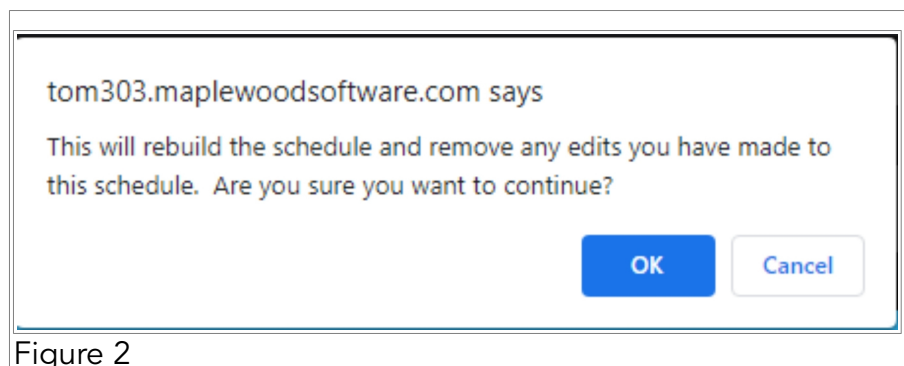 tom303.maplewoodsoftware.com says
This will rebuild the schedule and remove any edits you have made to
this schedule.  Are you sure you want to continue?
OK
Cancel
Figure 2